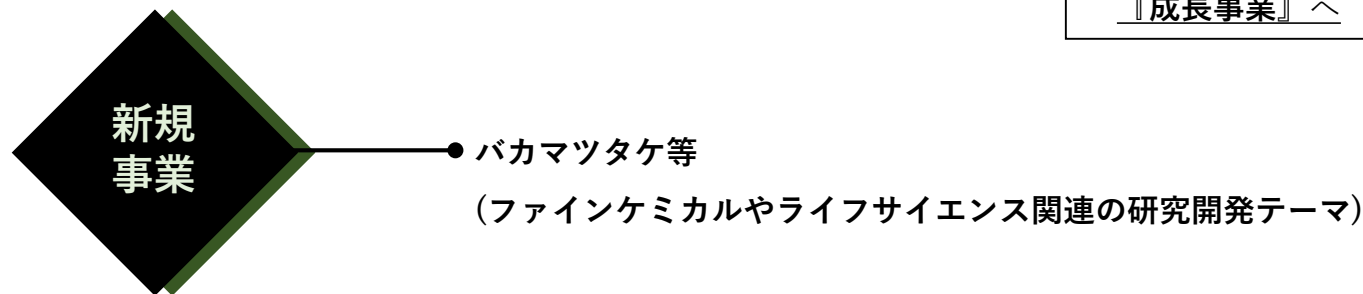 『成長事業』へ
新規
事業
バカマツタケ等
(ファインケミカルやライフサイエンス関連の研究開発テーマ)